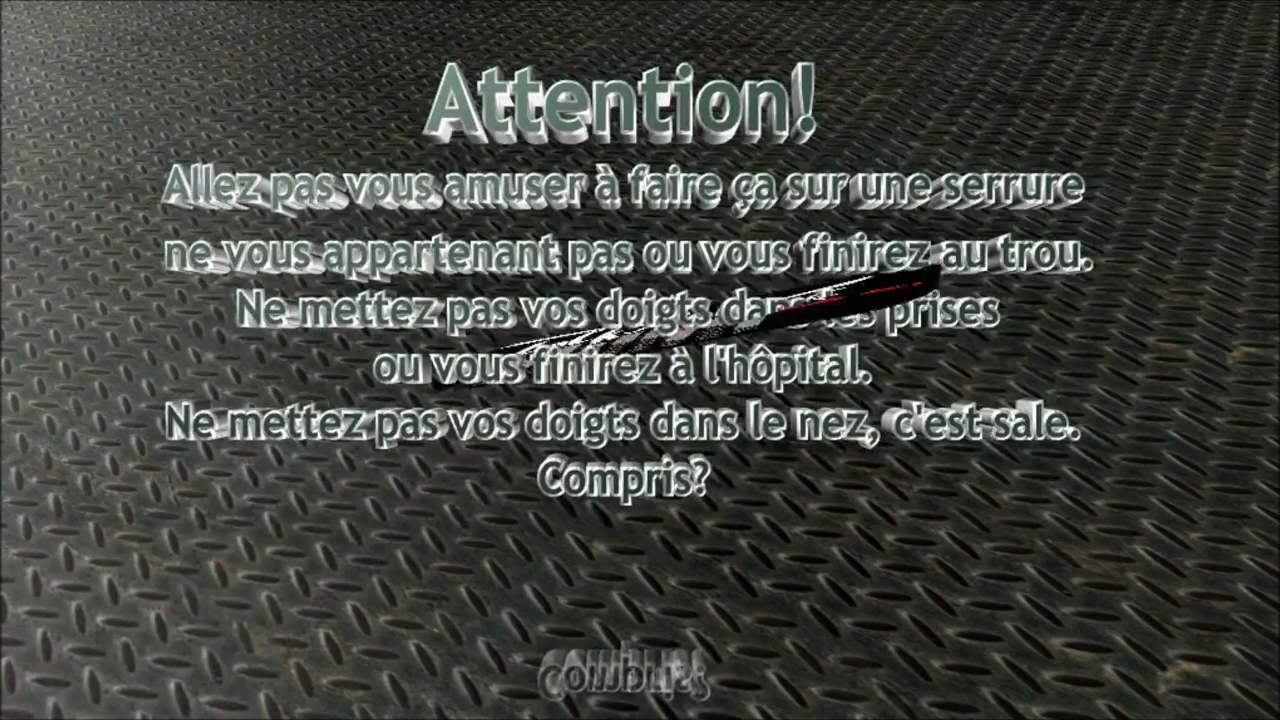 Attention!
Allez pas vous amuser à faire ça sur une serrure
ne vous appartenant pas ou vous finirez au trou.
Ne mettez pas vos doigts dans les prises
ou vous finirez à l'hôpital.
Ne mettez pas vos doigts dans le nez, c'est sale.
Compris?